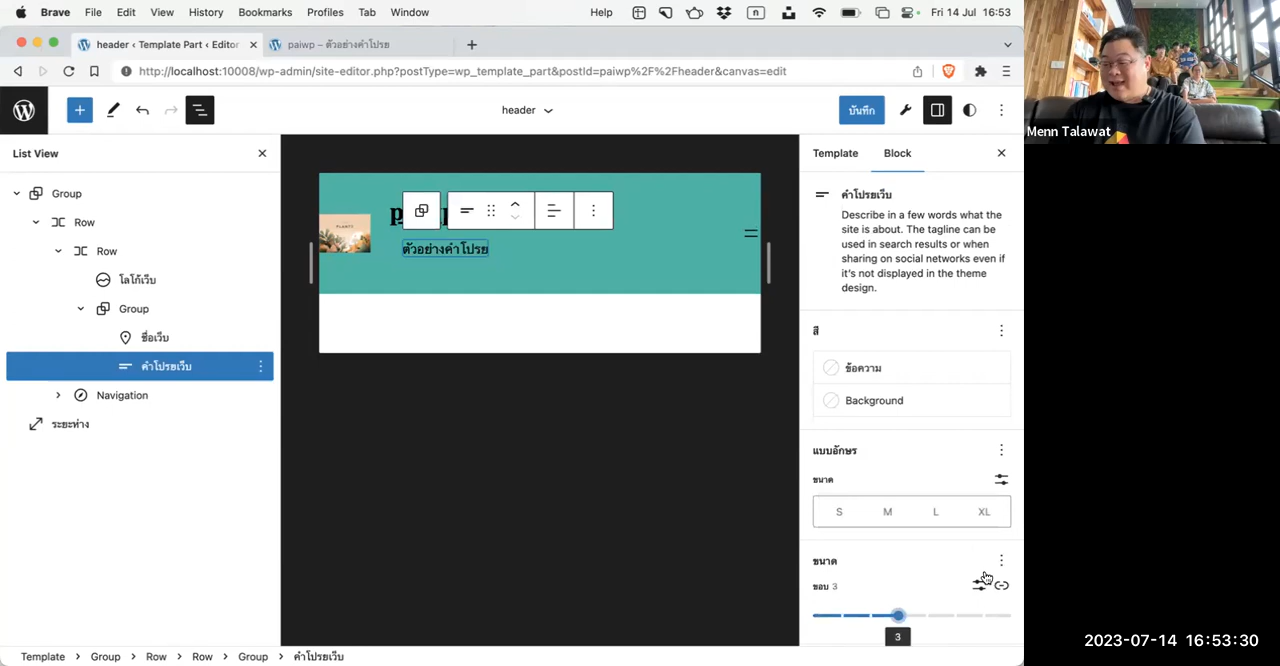 Brave File Edit View History Bookmarks Profiles Tab Window Help Fri 14 Jul 16:53
header ‹ Template Part ‹ Editor
paiwp – ตัวอย่างคำโปรย
http://localhost:10008/wp-admin/site-editor.php?postType=wp_template_part&postId=paiwp%2F%2Fheader&canvas=edit
header
บันทึก
Menn Talawat
List View
Template
Block
Group
Row
Row
โลโก้เว็บ
Group
ชื่อเว็บ
คำโปรยเว็บ
Navigation
ระยะห่าง
ตัวอย่างคำโปรย
คำโปรยเว็บ
Describe in a few words what the
site is about. The tagline can be
used in search results or when
sharing on social networks even if
it's not displayed in the theme
design.
สี
ข้อความ
Background
แบบอักษร
ขนาด
S M L XL
ขนาด
ขอบ 3
3
Template > Group > Row > Row > Group > คำโปรยเว็บ
2023-07-14 16:53:30